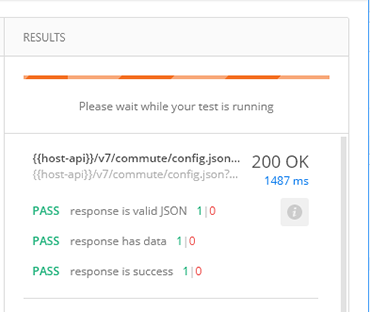 RESULTS
Please wait while your test is running
{{host-api}}/v7/commute/config.json...
200 OK
{{host-api}}/v7/commute/config.json?...
1487 ms
PASS response is valid JSON 1|0
PASS response has data 1|0
PASS response is success 1|0